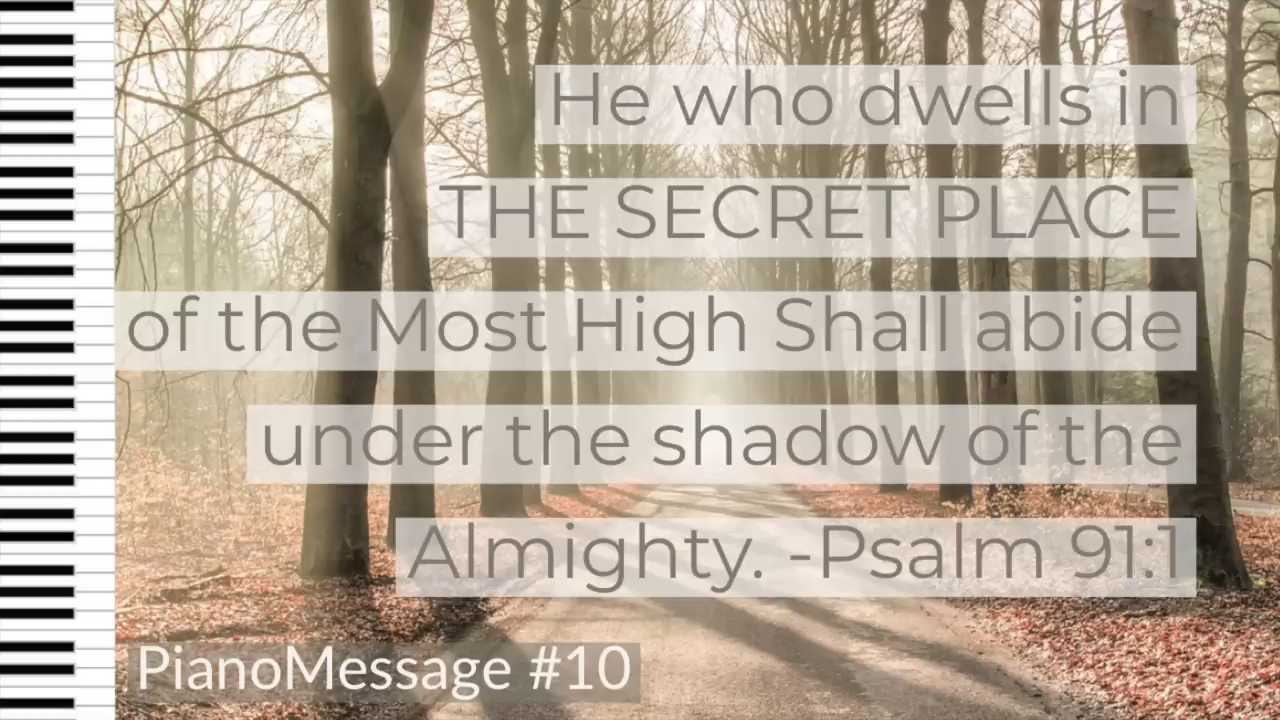 He who dwells in
THE SECRET PLACE
of the Most High Shall abide
under the shadow of the
Almighty. -Psalm 91:1
PianoMessage #10